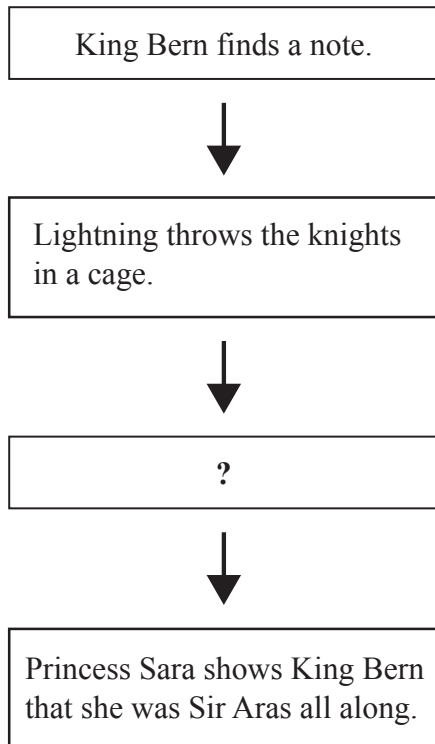 King Bern finds a note.
Lightning throws the knights
in a cage.
?
Princess Sara shows King Bern
that she was Sir Aras all along.